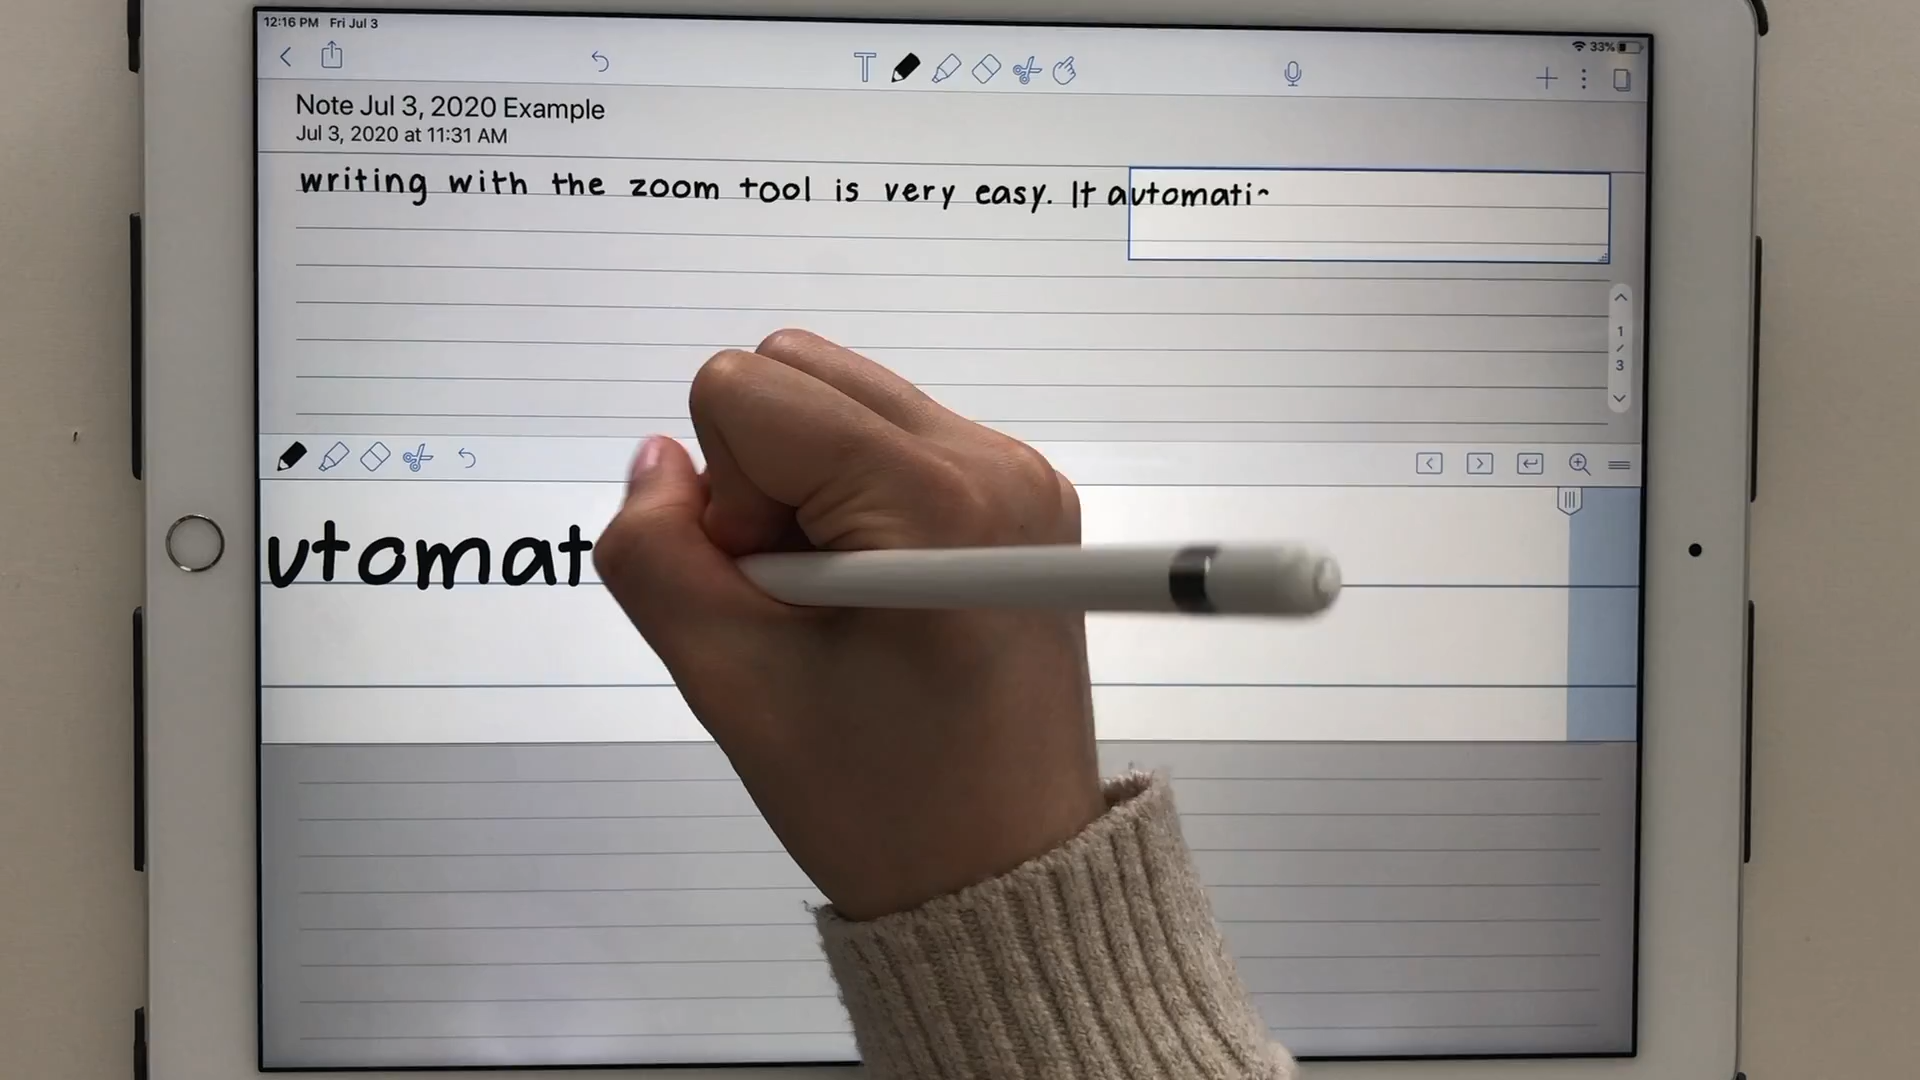 12:16 PM Fri Jul 3
33%
Note Jul 3, 2020 Example
Jul 3, 2020 at 11:31 AM
writing with the zoom tool is very easy. It automati
1
/
3
utomat